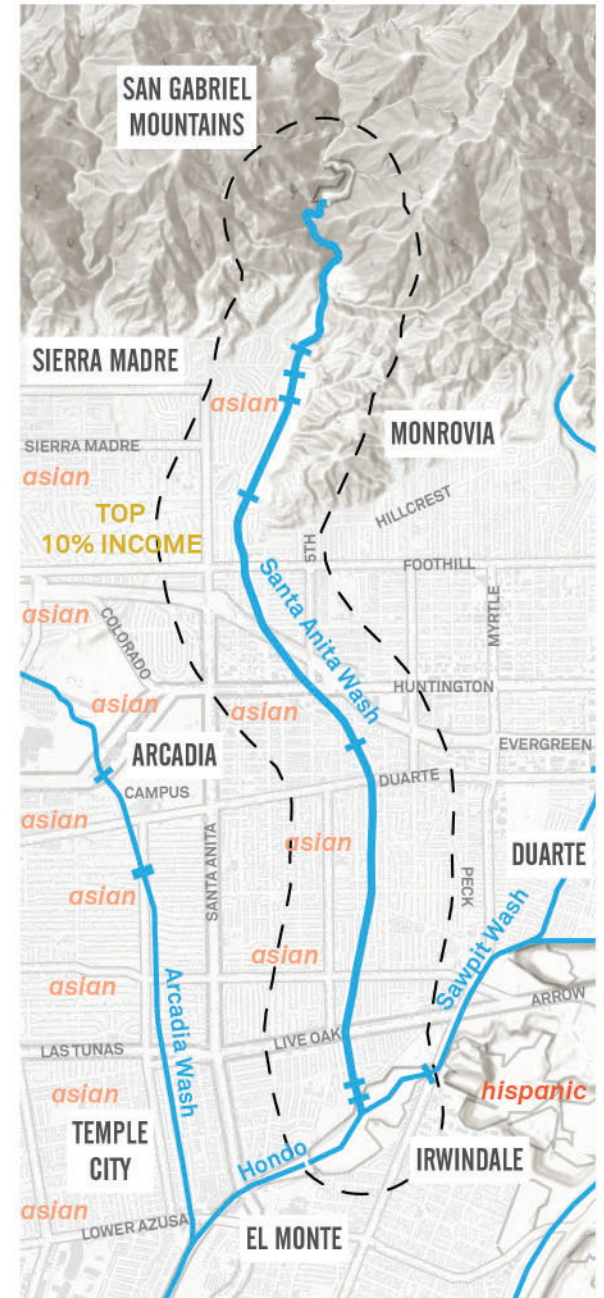 SAN GABRIEL
MOUNTAINS
SIERRA MADRE
asian
MONROVIA
SIERRA MADRE
asian
HILLCREST
TOP
10% INCOME
5TH
FOOTHILL
Santa Anita Wash
MYRTLE
asian
COLORADO
HUNTINGTON
asian
asian
EVERGREEN
ARCADIA
DUARTE
CAMPUS
asian
asian
DUARTE
SANTA ANITA
PECK
asian
Sawpit Wash
asian
Arcadia Wash
asian
ARROW
LIVE OAK
LAS TUNAS
asian
hispanic
TEMPLE
CITY
Hondo
IRWINDALE
asian
LOWER AZUSA
EL MONTE